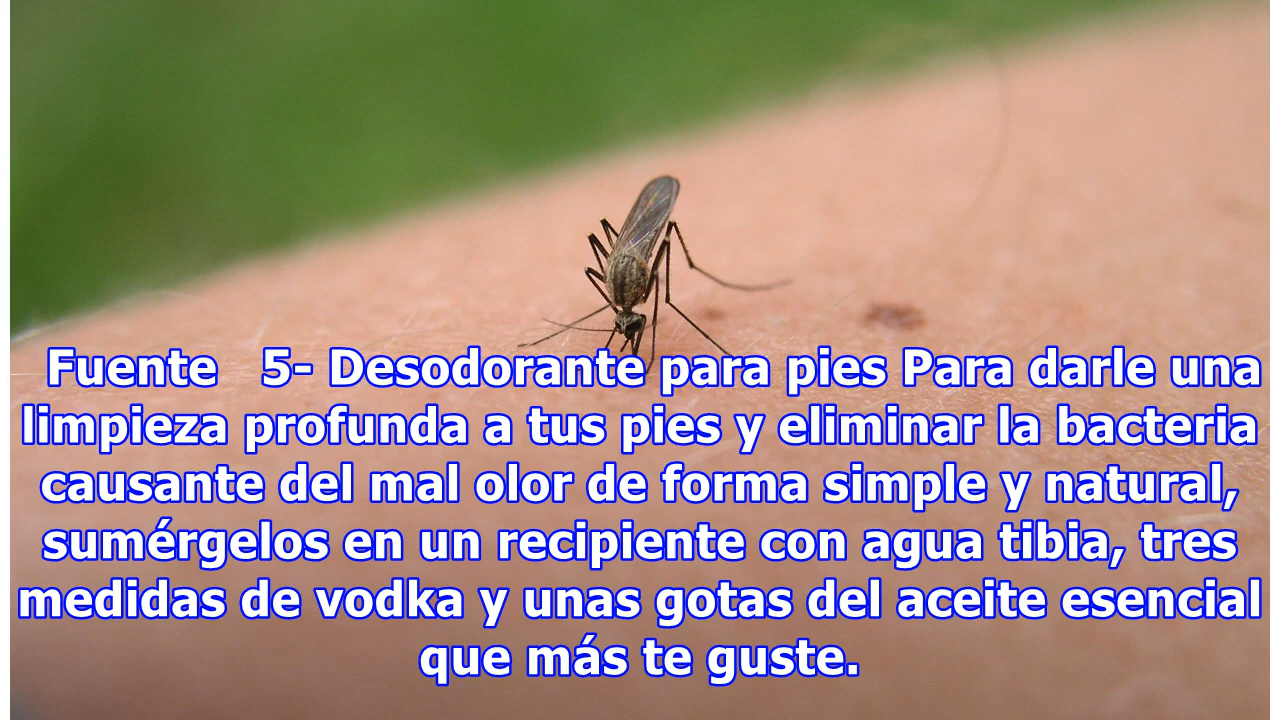 Fuente   5- Desodorante para pies Para darle una
limpieza profunda a tus pies y eliminar la bacteria
causante del mal olor de forma simple y natural,
sumérgelos en un recipiente con agua tibia, tres
medidas de vodka y unas gotas del aceite esencial
que más te guste.